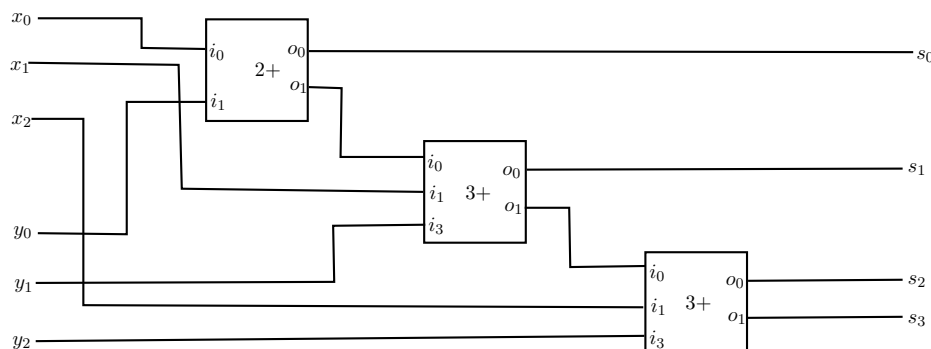 x₀
i₀ o₀ s₀
x₁ 2+
o₁
i₁
x₂
i₀ o₀ s₁
i₁ 3+
o₁
y₀ i₃
i₀ o₀ s₂
y₁
i₁ 3+ o₁ s₃
y₂ i₃